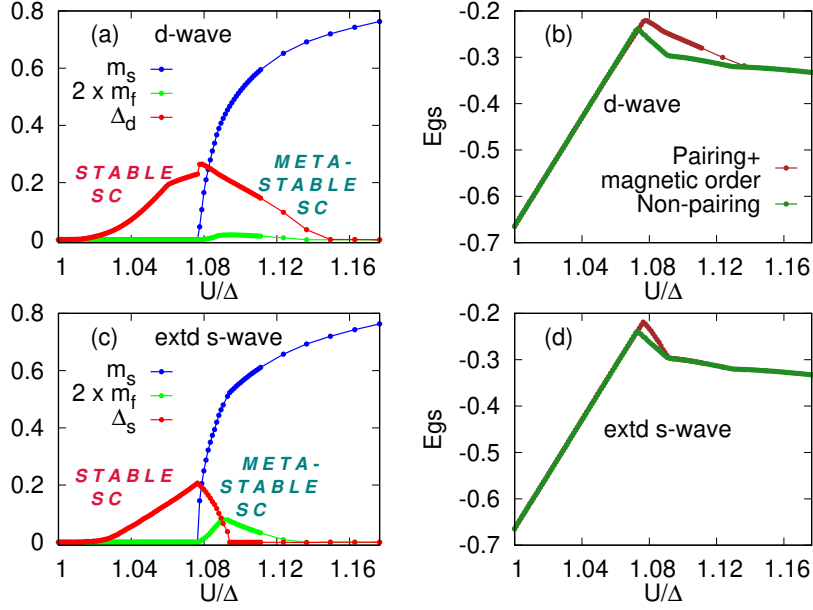 (a) d-wave
m_s
2 x m_f
Δ_d
STABLE
SC
META-
STABLE
SC
0.8
0.6
0.4
0.2
0
1 1.04 1.08 1.12 1.16
U/Δ
(b)
d-wave
Pairing+
magnetic order
Non-pairing
Egs
-0.2
-0.3
-0.4
-0.5
-0.6
-0.7
1 1.04 1.08 1.12 1.16
U/Δ
(c) extd s-wave
m_s
2 x m_f
Δ_s
STABLE
SC
META-
STABLE
SC
0.8
0.6
0.4
0.2
0
1 1.04 1.08 1.12 1.16
U/Δ
(d)
extd s-wave
Egs
-0.2
-0.3
-0.4
-0.5
-0.6
-0.7
1 1.04 1.08 1.12 1.16
U/Δ